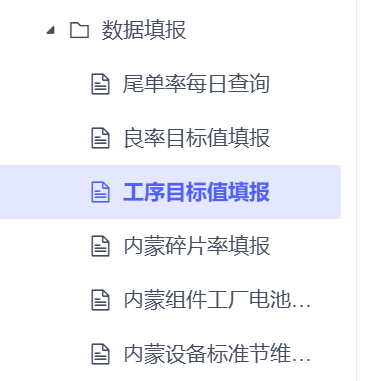 数据填报
尾单率每日查询
良率目标值填报
工序目标值填报
内蒙碎片率填报
内蒙组件工厂电池...
内蒙设备标准节维...